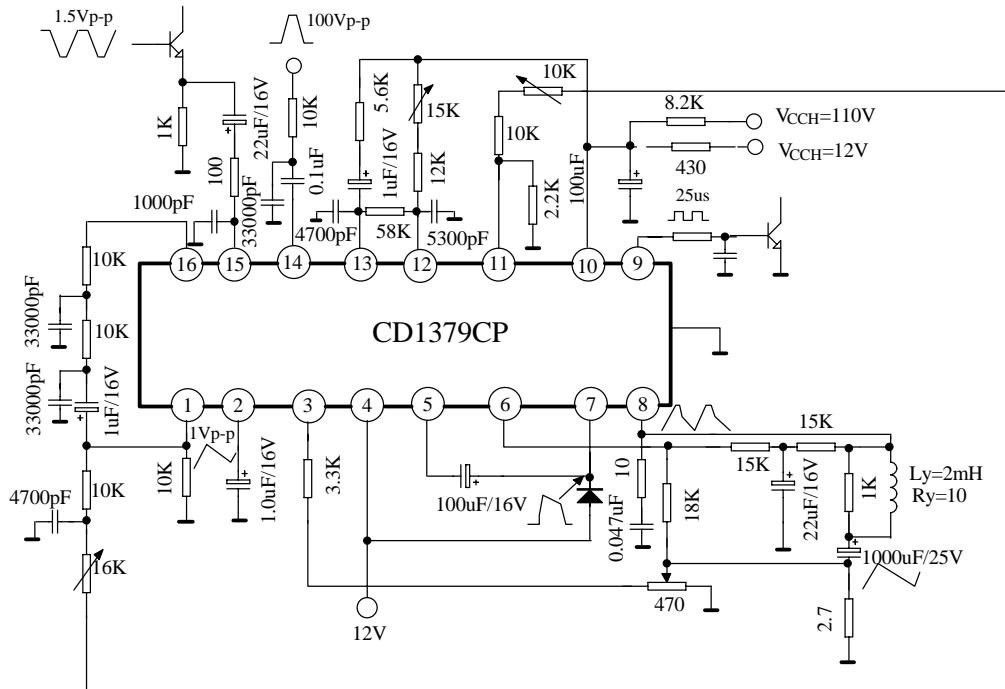 1.5Vp-p
100Vp-p
10K
8.2K
VCCH=110V
VCCH=12V
430
1K
22uF/16V
100
10K
0.1uF
33000pF
5.6K
1uF/16V
15K
12K
10K
2.2K
100uF
25us
1000pF
4700pF
58K
5300pF
16
15
14
13
12
11
10
9
10K
33000pF
10K
33000pF
1uF/16V
CD1379CP
1
2
3
4
5
6
7
8
1Vp-p
10K
1.0uF/16V
3.3K
100uF/16V
10
0.047uF
18K
15K
15K
22uF/16V
1K
Ly=2mH
Ry=10
1000uF/25V
4700pF
10K
16K
12V
470
2.7